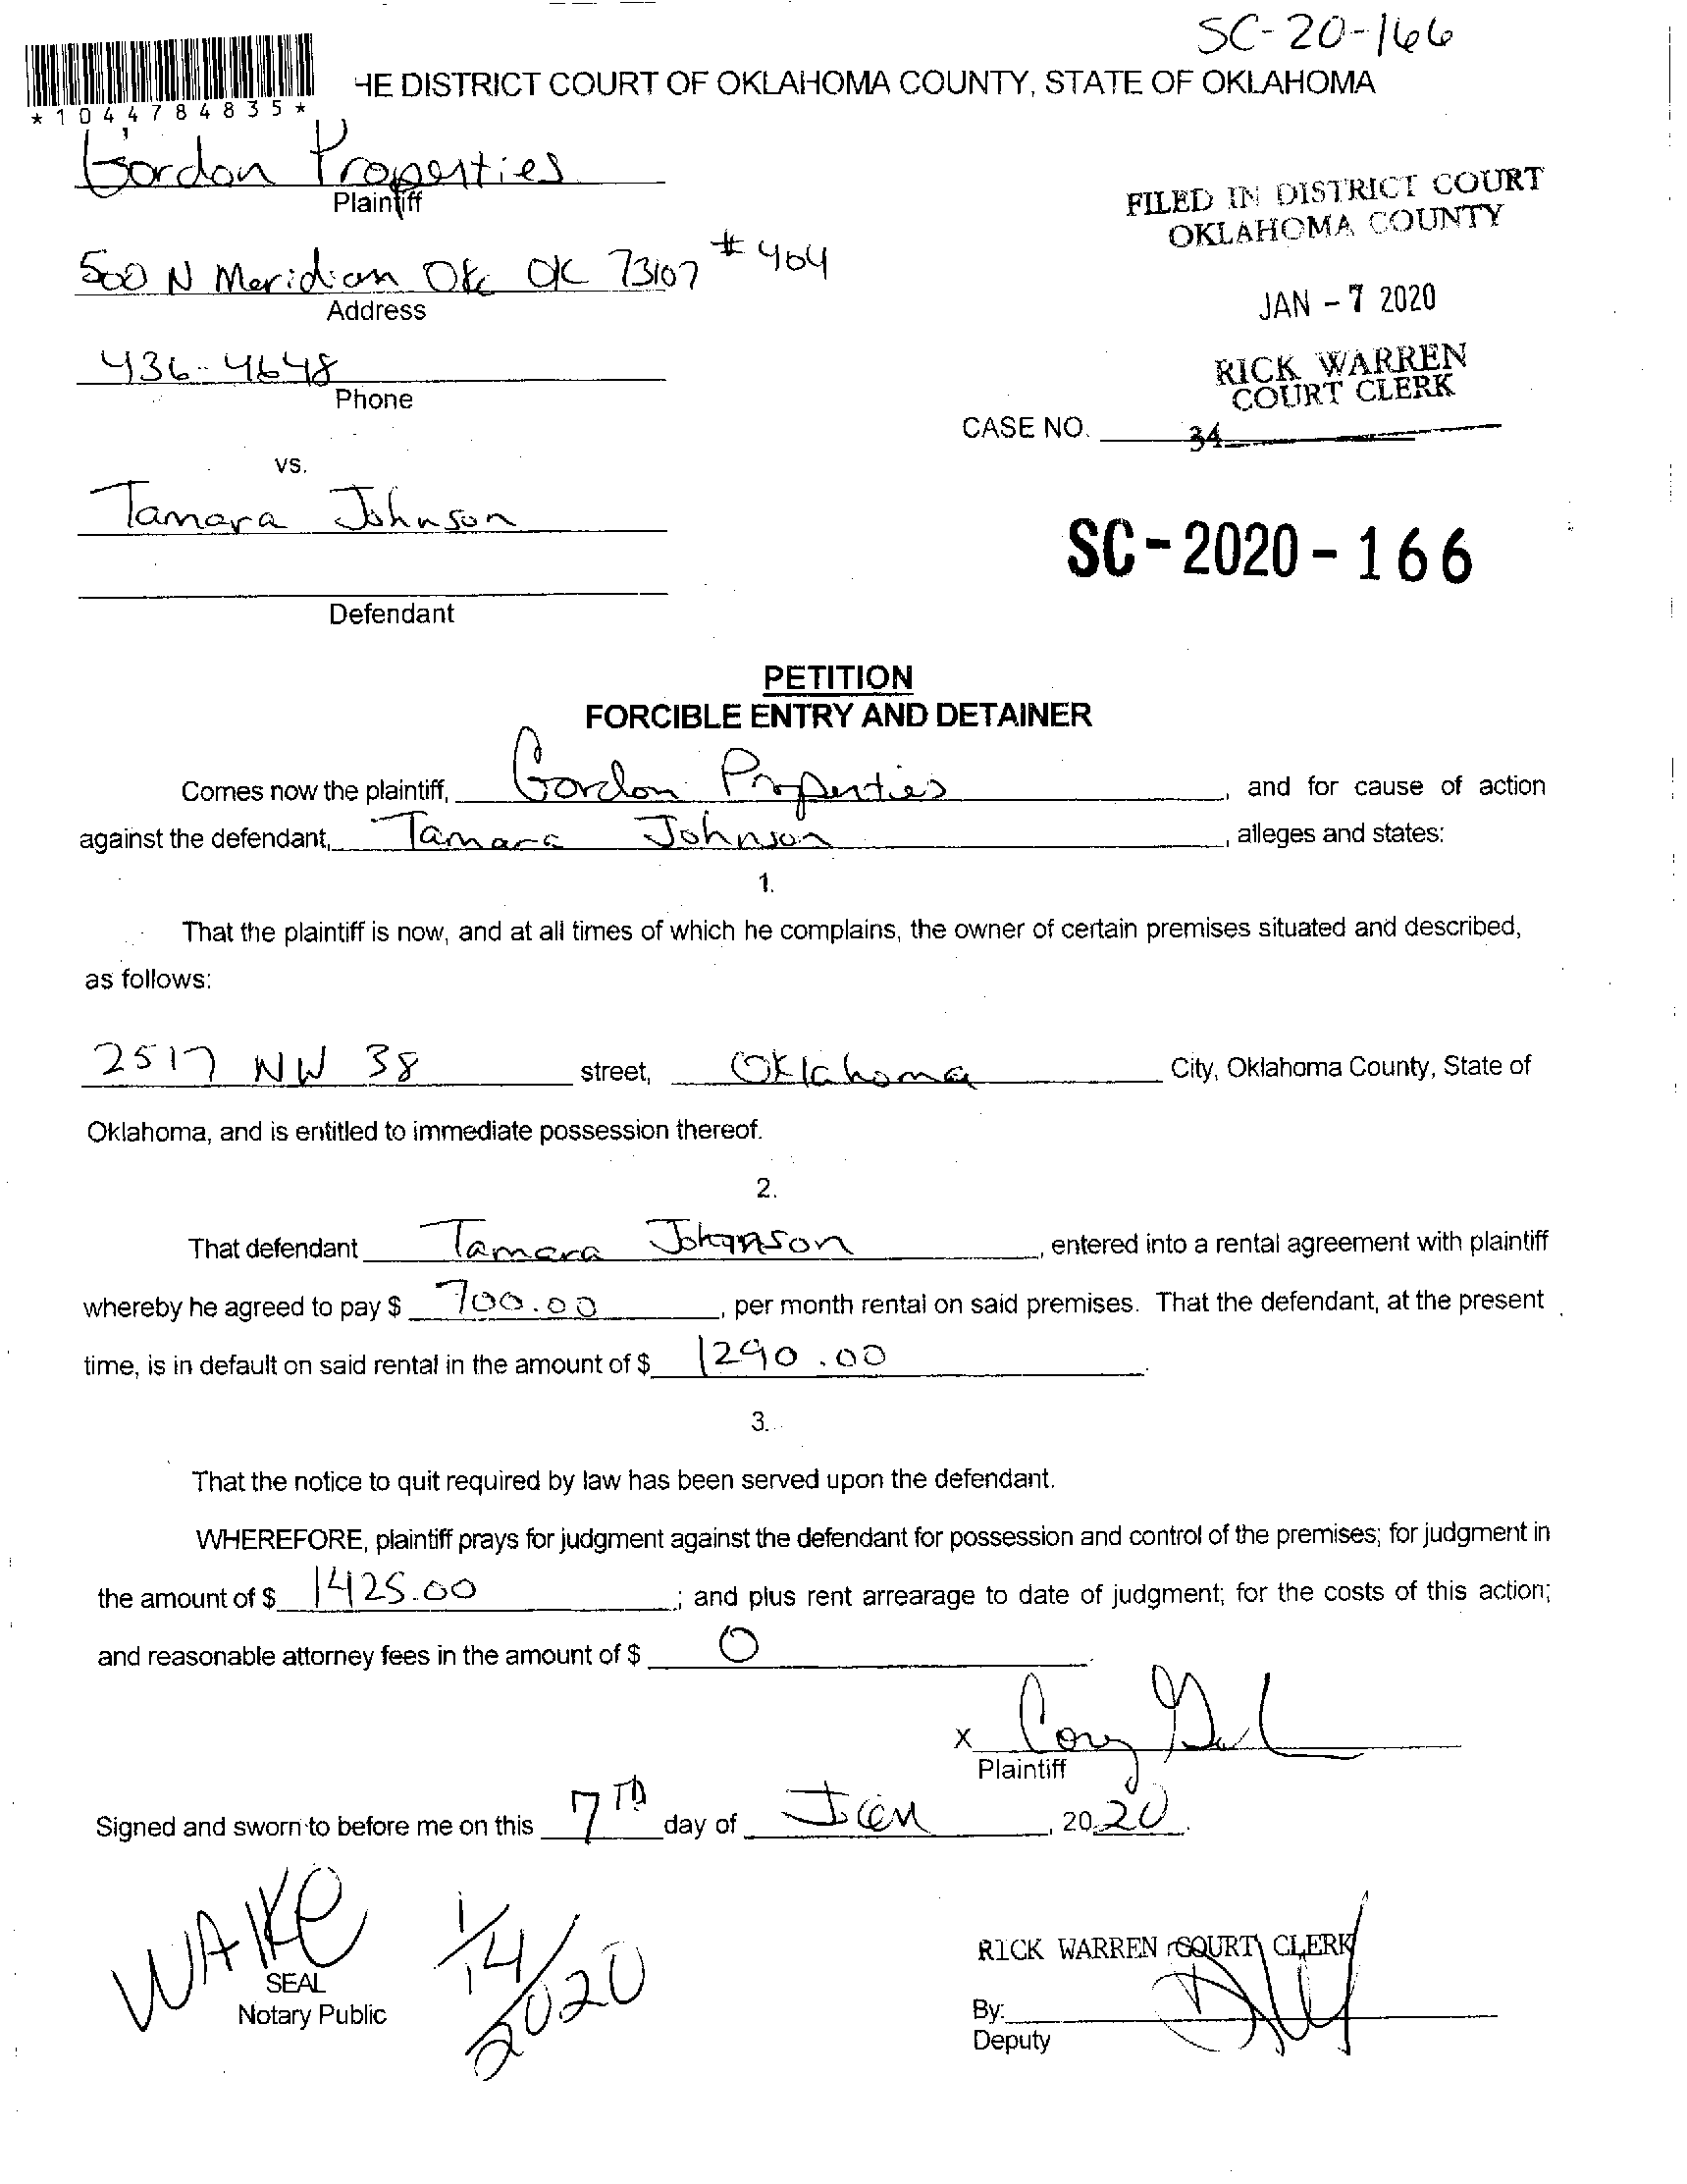 SC-20-166
HE DISTRICT COURT OF OKLAHOMA COUNTY, STATE OF OKLAHOMA
*1044784835*
Gordon Properties
Plaintiff
FILED IN DISTRICT COURT
OKLAHOMA COUNTY
500 N Meridian Okc OK 73107 #404
Address
JAN -7 2020
436-4648
Phone
RICK WARREN
COURT CLERK
CASE NO.
34
vs.
Tamara Johnson
SC-2020-166
Defendant
PETITION
FORCIBLE ENTRY AND DETAINER
Comes now the plaintiff, Gordon Properties, and for cause of action
against the defendant, Tamara Johnson, alleges and states:
1.
That the plaintiff is now, and at all times of which he complains, the owner of certain premises situated and described,
as follows:
2517 NW 38 street, Oklahoma City, Oklahoma County, State of
Oklahoma, and is entitled to immediate possession thereof.
2.
That defendant Tamara Johnson, entered into a rental agreement with plaintiff
whereby he agreed to pay $ 700.00, per month rental on said premises. That the defendant, at the present
time, is in default on said rental in the amount of $ 1290.00.
3.
That the notice to quit required by law has been served upon the defendant.
WHEREFORE, plaintiff prays for judgment against the defendant for possession and control of the premises; for judgment in
the amount of $ 1425.00; and plus rent arrearage to date of judgment; for the costs of this action;
and reasonable attorney fees in the amount of $ 0.
x Cory
Plaintiff
Signed and sworn to before me on this 7TH day of Jan, 2020.
WAIKE 1/14/2020
SEAL
Notary Public
RICK WARREN COURT CLERK
By:
Deputy